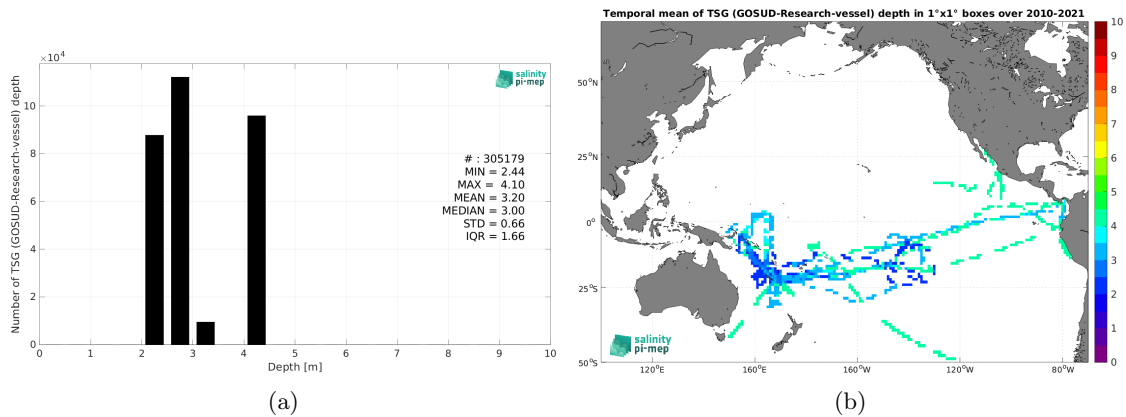 ×10⁴
Number of TSG (GOSUD-Research-vessel) depth
10
8
6
4
2
0
0 1 2 3 4 5 6 7 8 9 10
Depth [m]
salinity
pi-mep
# : 305179
MIN = 2.44
MAX = 4.10
MEAN = 3.20
MEDIAN = 3.00
STD = 0.66
IQR = 1.66
(a)
Temporal mean of TSG (GOSUD-Research-vessel) depth in 1°x1° boxes over 2010-2021
50°N
25°N
0°
25°S
50°S
120°E 160°E 160°W 120°W 80°W
salinity
pi-mep
10
9
8
7
6
5
4
3
2
1
0
(b)